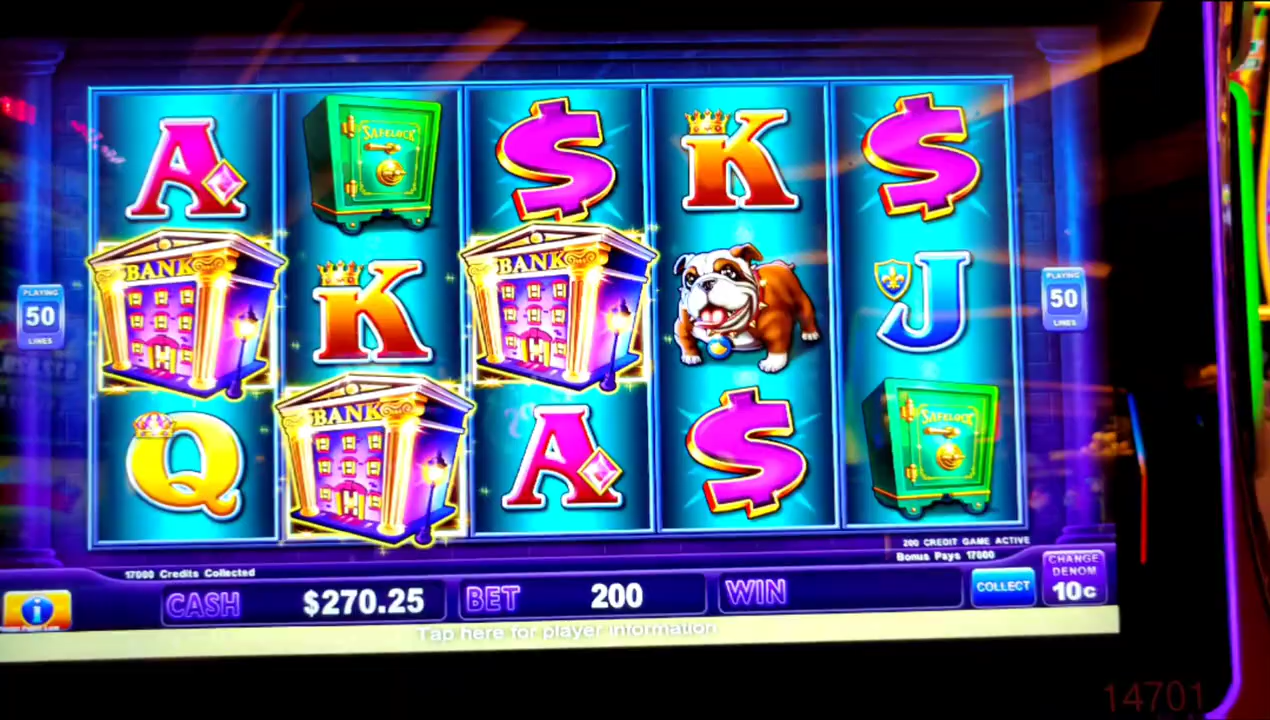 A
SAFELOCK
$
K
$
BANK
K
BANK
J
PLAYING
50
LINES
PLAYING
50
LINES
Q
BANK
A
$
SAFELOCK
200 CREDIT GAME ACTIVE
Bonus Pays 17000
17000 Credits Collected
CASH $270.25 BET 200 WIN COLLECT
CHANGE
DENOM
10¢
i
Tap here for player information
14701